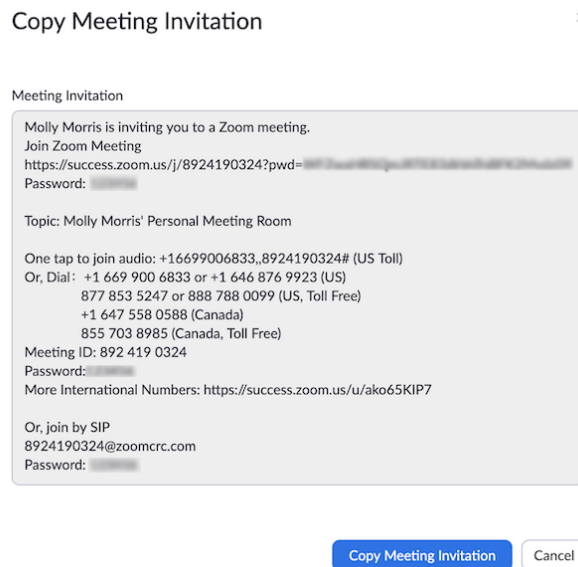 Copy Meeting Invitation
Meeting Invitation
Molly Morris is inviting you to a Zoom meeting.
Join Zoom Meeting
https://success.zoom.us/j/8924190324?pwd=
Password:
Topic: Molly Morris' Personal Meeting Room
One tap to join audio: +16699006833,,8924190324# (US Toll)
Or, Dial: +1 669 900 6833 or +1 646 876 9923 (US)
877 853 5247 or 888 788 0099 (US, Toll Free)
+1 647 558 0588 (Canada)
855 703 8985 (Canada, Toll Free)
Meeting ID: 892 419 0324
Password:
More International Numbers: https://success.zoom.us/u/ako65KIP7
Or, join by SIP
8924190324@zoomcrc.com
Password:
Copy Meeting Invitation
Cancel